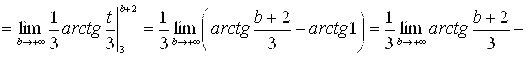 = lim_{b→+∞} 1/3 arctg t/3 |_3^{b+2} = 1/3 lim_{b→+∞} ( arctg (b+2)/3 − arctg1 ) = 1/3 lim_{b→+∞} arctg (b+2)/3 −